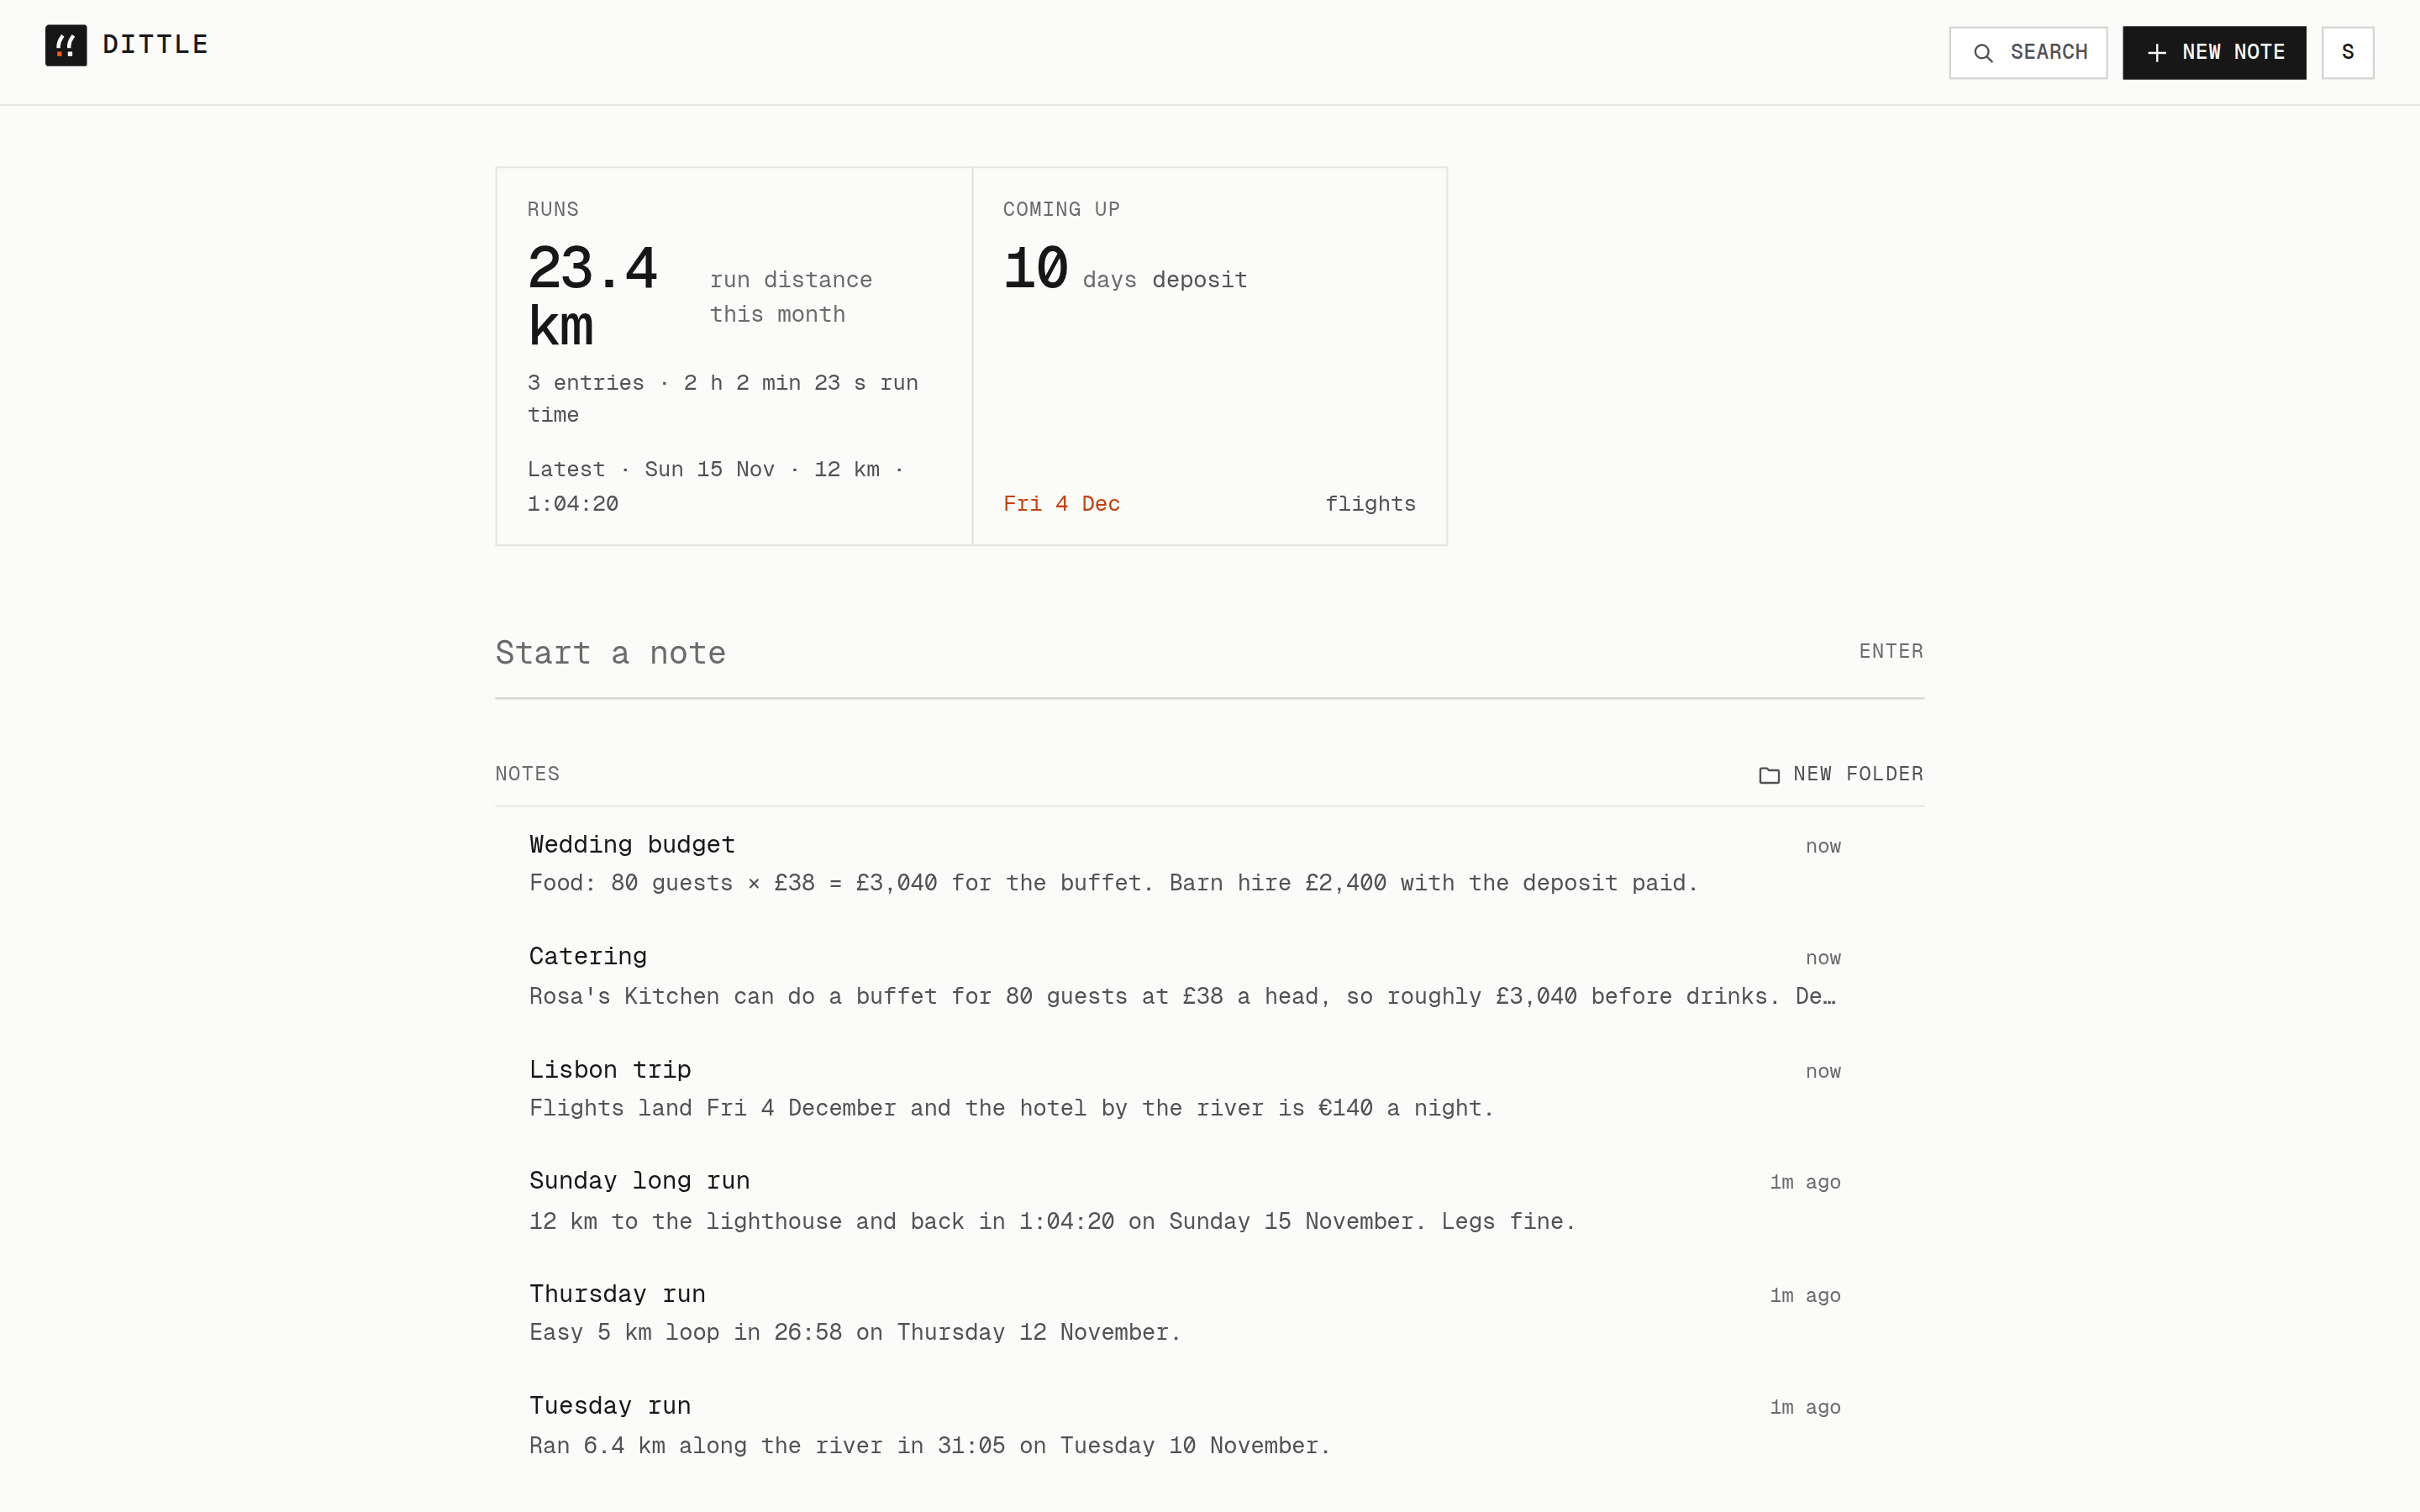 DITTLE
SEARCH
NEW NOTE
S
RUNS
23.4 km
run distance this month
3 entries · 2 h 2 min 23 s run time
Latest · Sun 15 Nov · 12 km · 1:04:20
COMING UP
10 days deposit
Fri 4 Dec
flights
Start a note
ENTER
NOTES
NEW FOLDER
Wedding budget
now
Food: 80 guests × £38 = £3,040 for the buffet. Barn hire £2,400 with the deposit paid.
Catering
now
Rosa's Kitchen can do a buffet for 80 guests at £38 a head, so roughly £3,040 before drinks. De…
Lisbon trip
now
Flights land Fri 4 December and the hotel by the river is €140 a night.
Sunday long run
1m ago
12 km to the lighthouse and back in 1:04:20 on Sunday 15 November. Legs fine.
Thursday run
1m ago
Easy 5 km loop in 26:58 on Thursday 12 November.
Tuesday run
1m ago
Ran 6.4 km along the river in 31:05 on Tuesday 10 November.